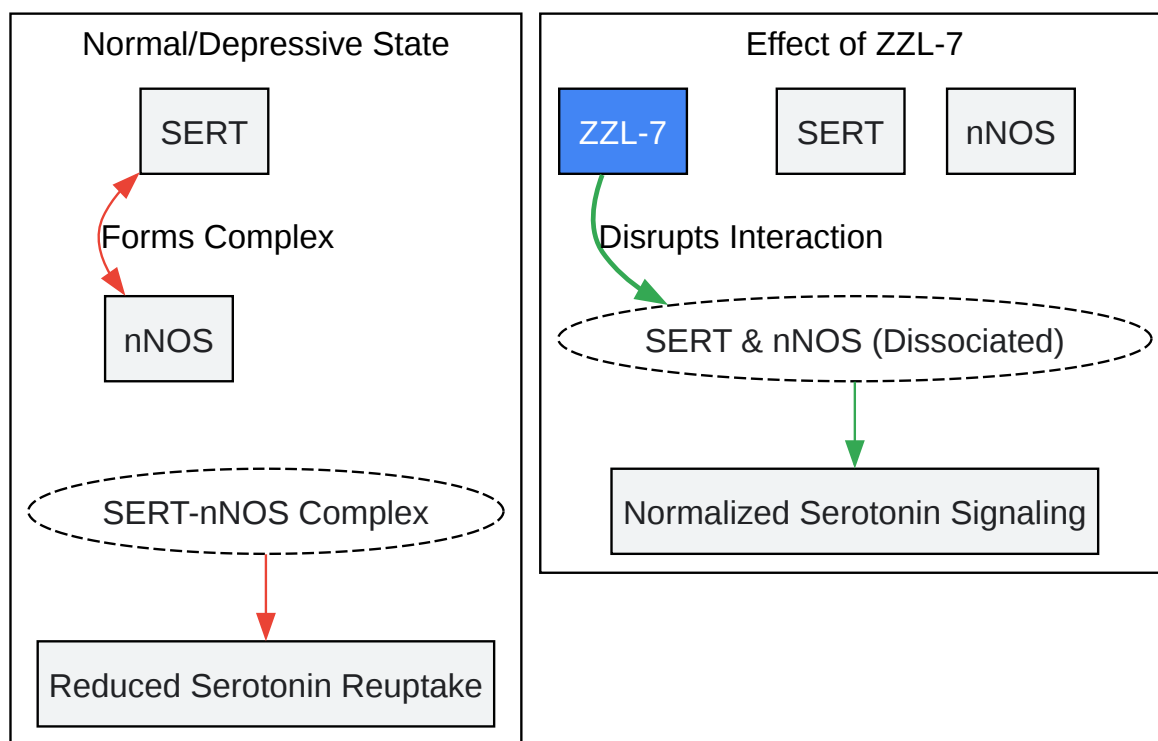 Normal/Depressive State
SERT
Forms Complex
nNOS
SERT-nNOS Complex
Reduced Serotonin Reuptake
Effect of ZZL-7
ZZL-7
SERT
nNOS
Disrupts Interaction
SERT & nNOS (Dissociated)
Normalized Serotonin Signaling